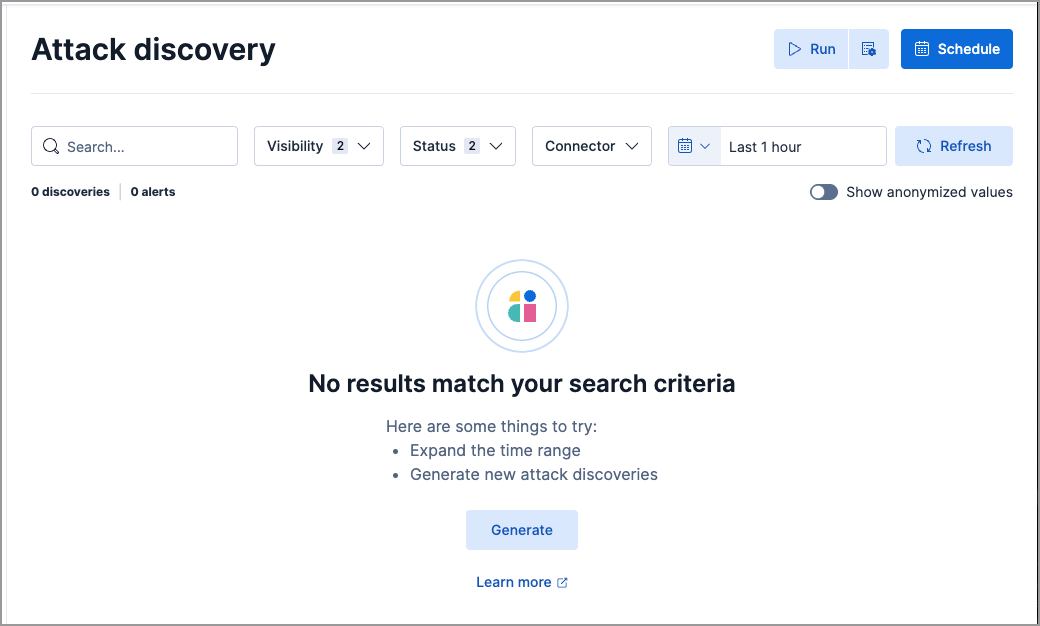 Attack discovery
Run
Schedule
Search...
Visibility 2
Status 2
Connector
Last 1 hour
Refresh
0 discoveries
0 alerts
Show anonymized values
No results match your search criteria
Here are some things to try:
• Expand the time range
• Generate new attack discoveries
Generate
Learn more